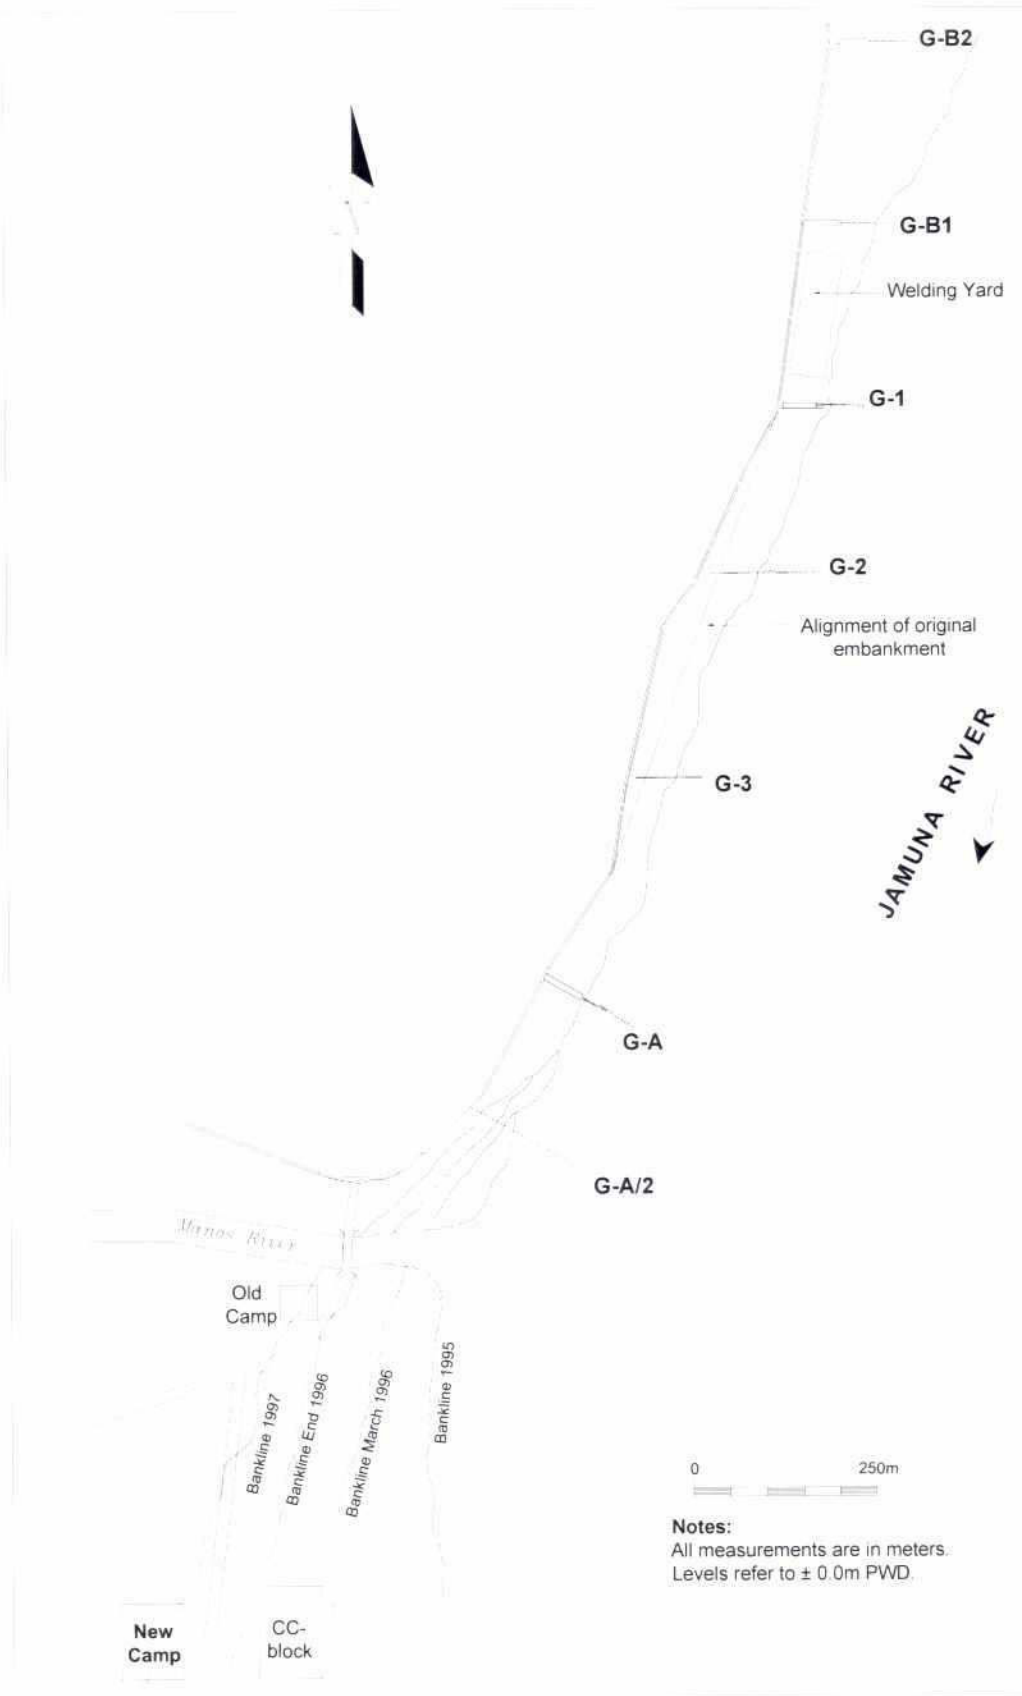 G-B2
G-B1
Welding Yard
G-1
G-2
Alignment of original
embankment
G-3
JAMUNA RIVER
G-A
G-A/2
Manos River
Old
Camp
Bankline 1997
Bankline End 1996
Bankline March 1996
Bankline 1995
0 250m
Notes:
All measurements are in meters.
Levels refer to ± 0.0m PWD.
New
Camp
CC-
block